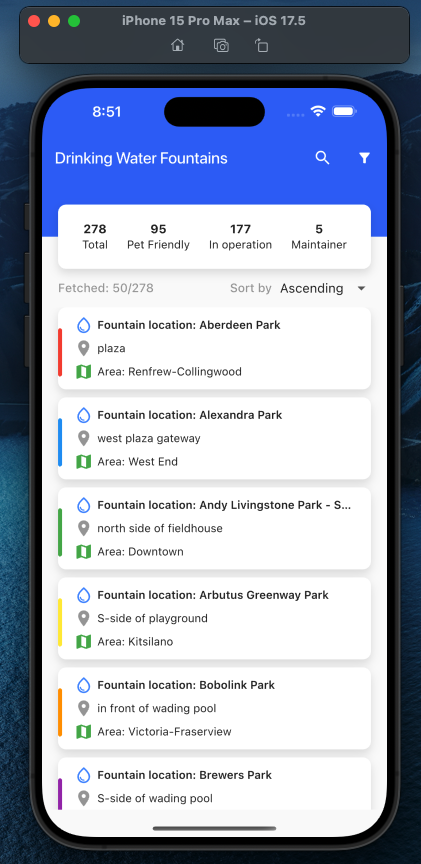 iPhone 15 Pro Max – iOS 17.5
8:51
Drinking Water Fountains
278 95 177 5
Total Pet Friendly In operation Maintainer
Fetched: 50/278 Sort by Ascending
Fountain location: Aberdeen Park
plaza
Area: Renfrew-Collingwood
Fountain location: Alexandra Park
west plaza gateway
Area: West End
Fountain location: Andy Livingstone Park - S...
north side of fieldhouse
Area: Downtown
Fountain location: Arbutus Greenway Park
S-side of playground
Area: Kitsilano
Fountain location: Bobolink Park
in front of wading pool
Area: Victoria-Fraserview
Fountain location: Brewers Park
S-side of wading pool